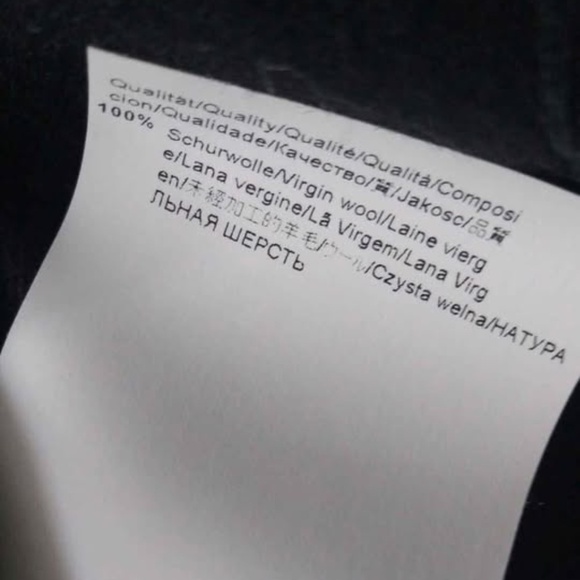 Qualität/Quality/Qualité/Qualità/Composi
cion/Qualidade/Качество/質/Jakosc/品質
100% Schurwolle/Virgin wool/Laine vierg
e/Lana vergine/Lã Virgem/Lana Virg
en/未經加工的羊毛/ウール/Czysta welna/НАТУРА
ЛЬНАЯ ШЕРСТЬ